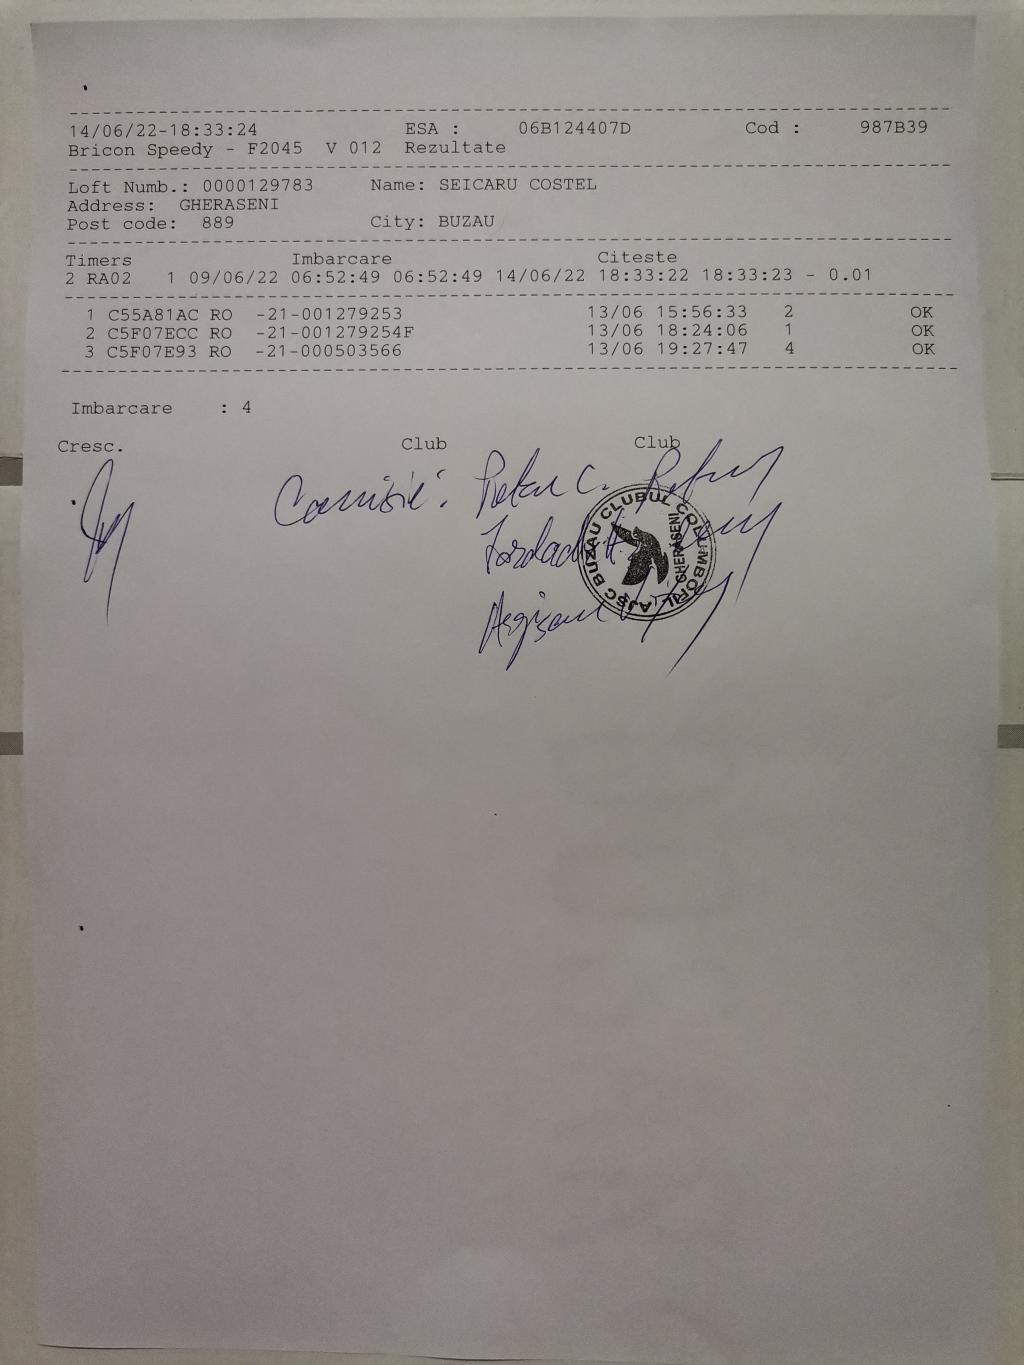 14/06/22-18:33:24 ESA : 06B124407D Cod : 987B39
Bricon Speedy - F2045 V 012 Rezultate
Loft Numb.: 0000129783 Name: SEICARU COSTEL
Address: GHERASENI
Post code: 889 City: BUZAU
Timers Imbarcare Citeste
2 RA02 1 09/06/22 06:52:49 06:52:49 14/06/22 18:33:22 18:33:23 - 0.01
1 C55A81AC RO -21-001279253 13/06 15:56:33 2 OK
2 C5F07ECC RO -21-001279254F 13/06 18:24:06 1 OK
3 C5F07E93 RO -21-000503566 13/06 19:27:47 4 OK
Imbarcare : 4
Cresc. Club Club
Comisie:
AJSC BUZAU CLUBUL COLUMBOFIL
GHERĂSENI